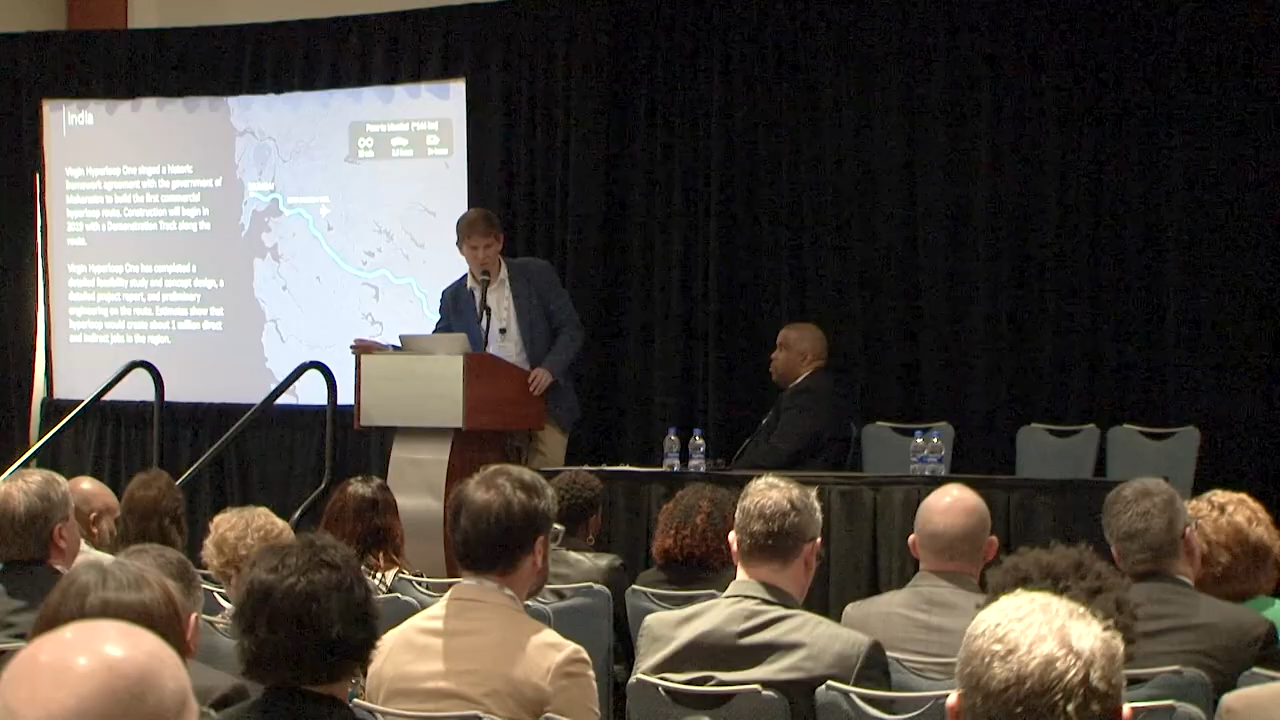 India
Virgin Hyperloop One signed a historic
framework agreement with the government of
Maharashtra to build the first commercial
hyperloop route. Construction will begin in
2019 with a Demonstration Track along the
route.
Virgin Hyperloop One has completed a
detailed feasibility study and concept design, a
detailed project report, and preliminary
engineering on the route. Estimates show that
hyperloop would create about 1 million direct
and indirect jobs in the region.